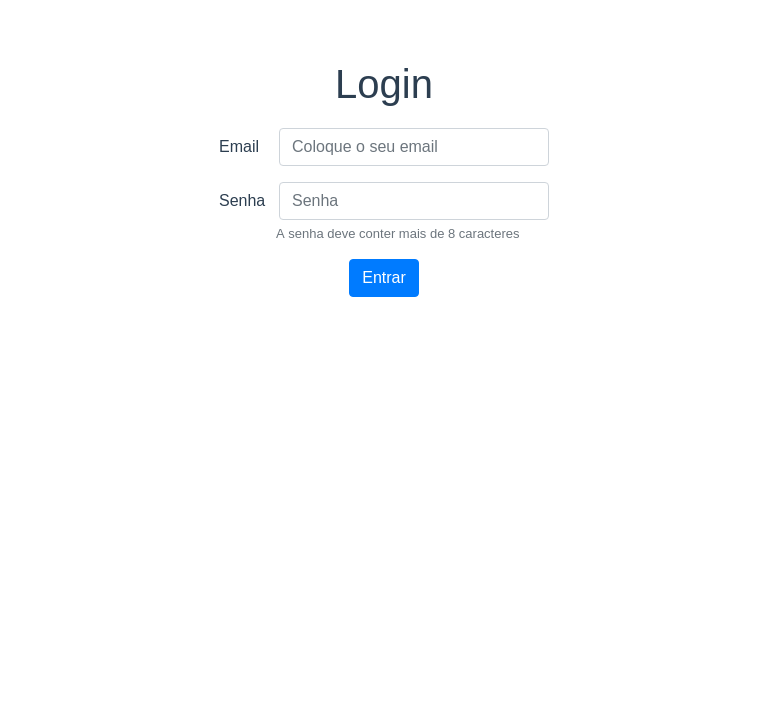 Login
Email Coloque o seu email
Senha Senha
A senha deve conter mais de 8 caracteres
Entrar